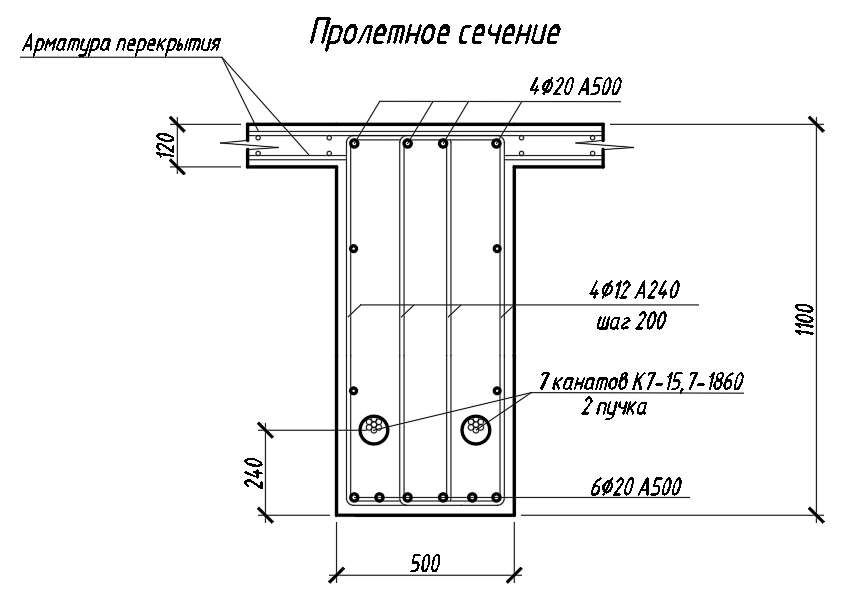 Пролетное сечение
Арматура перекрытия
4Ф20 А500
120
4Ф12 А240
шаг 200
1100
7 канатов К7-15,7-1860
2 пучка
240
6Ф20 А500
500